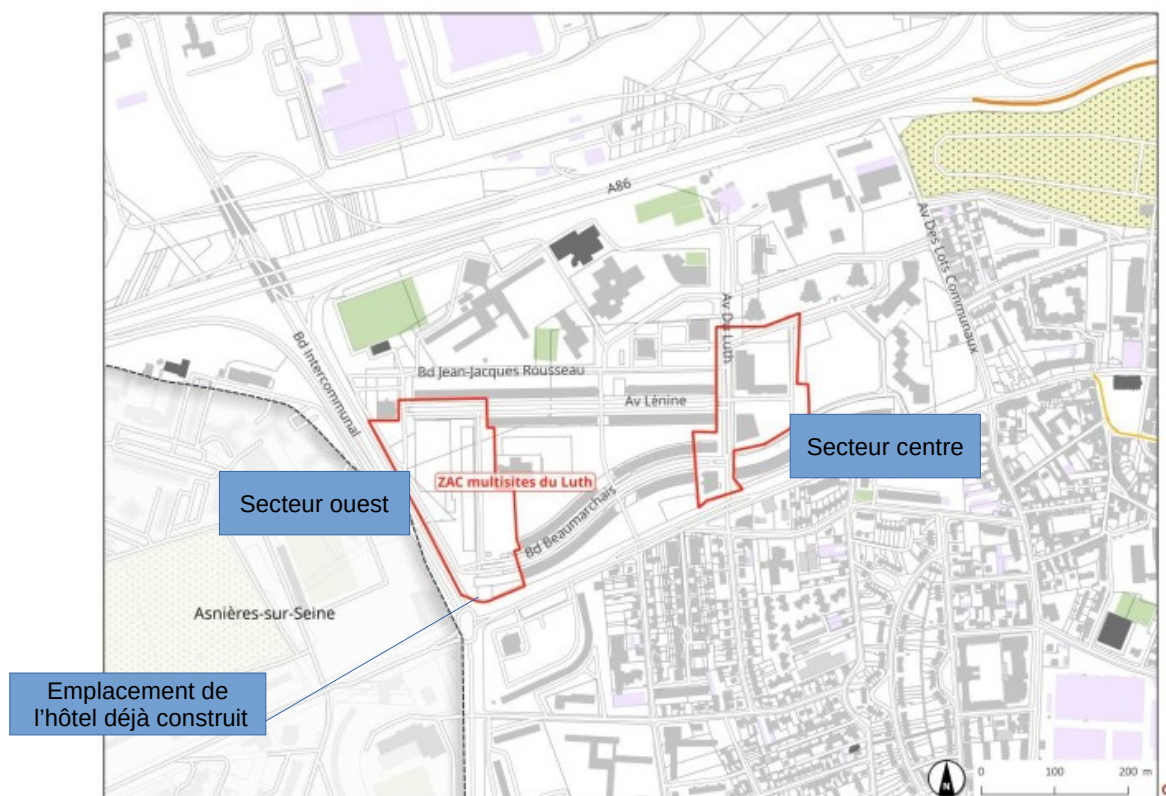 A86
Av Des Lots Communaux
Av Du Luth
Bd Intercommunal
Bd Jean-Jacques Rousseau
Av Lénine
Secteur centre
ZAC multisites du Luth
Secteur ouest
Bd Beaumarchais
Asnières-sur-Seine
Emplacement de
l'hôtel déjà construit
N
0 100 200 m